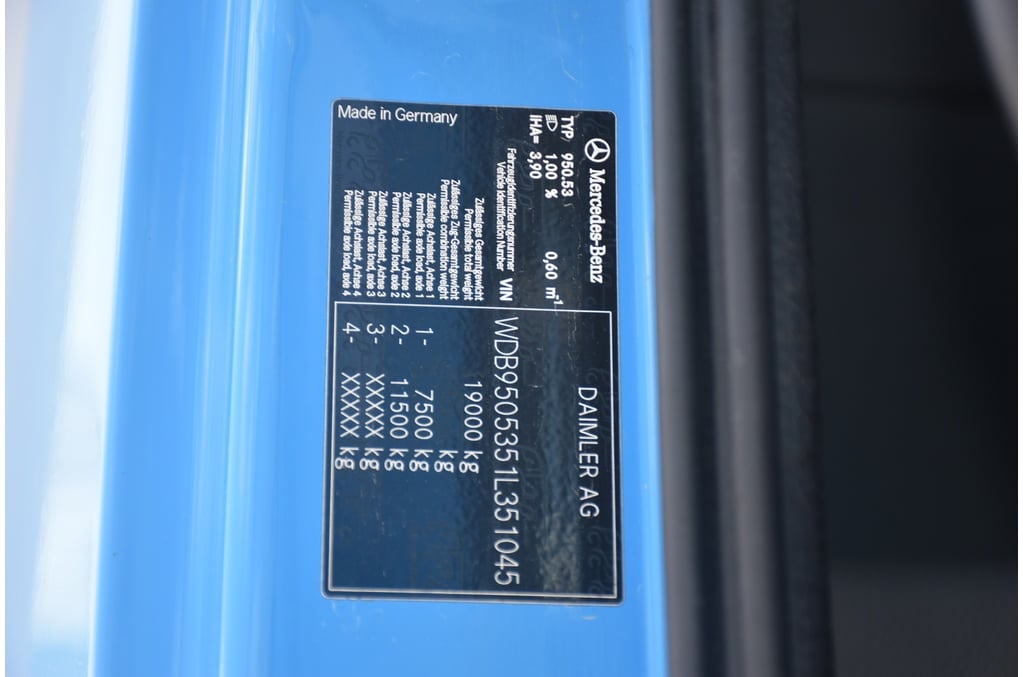 Mercedes-Benz
DAIMLER AG
TYP 950.53
1,00 % 0,60 m-1
IHA= 3,90
Fahrzeugidentifizierungsnummer
Vehicle Identification Number VIN WDB9505351L351045
Zulässiges Gesamtgewicht
Permissible total weight 19000 kg
Zulässiges Zug-Gesamtgewicht
Permissible combination weight kg
Zulässige Achslast, Achse 1
Permissible axle load, axle 1 1- 7500 kg
Zulässige Achslast, Achse 2
Permissible axle load, axle 2 2- 11500 kg
Zulässige Achslast, Achse 3
Permissible axle load, axle 3 3- XXXXX kg
Zulässige Achslast, Achse 4
Permissible axle load, axle 4 4- XXXXX kg
Made in Germany